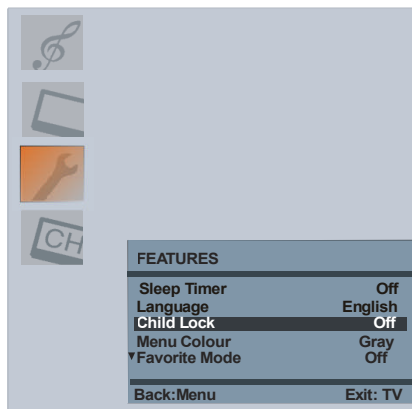 CH
FEATURES
Sleep Timer Off
Language English
Child Lock Off
Menu Colour Gray
▼Favorite Mode Off
Back:Menu Exit: TV